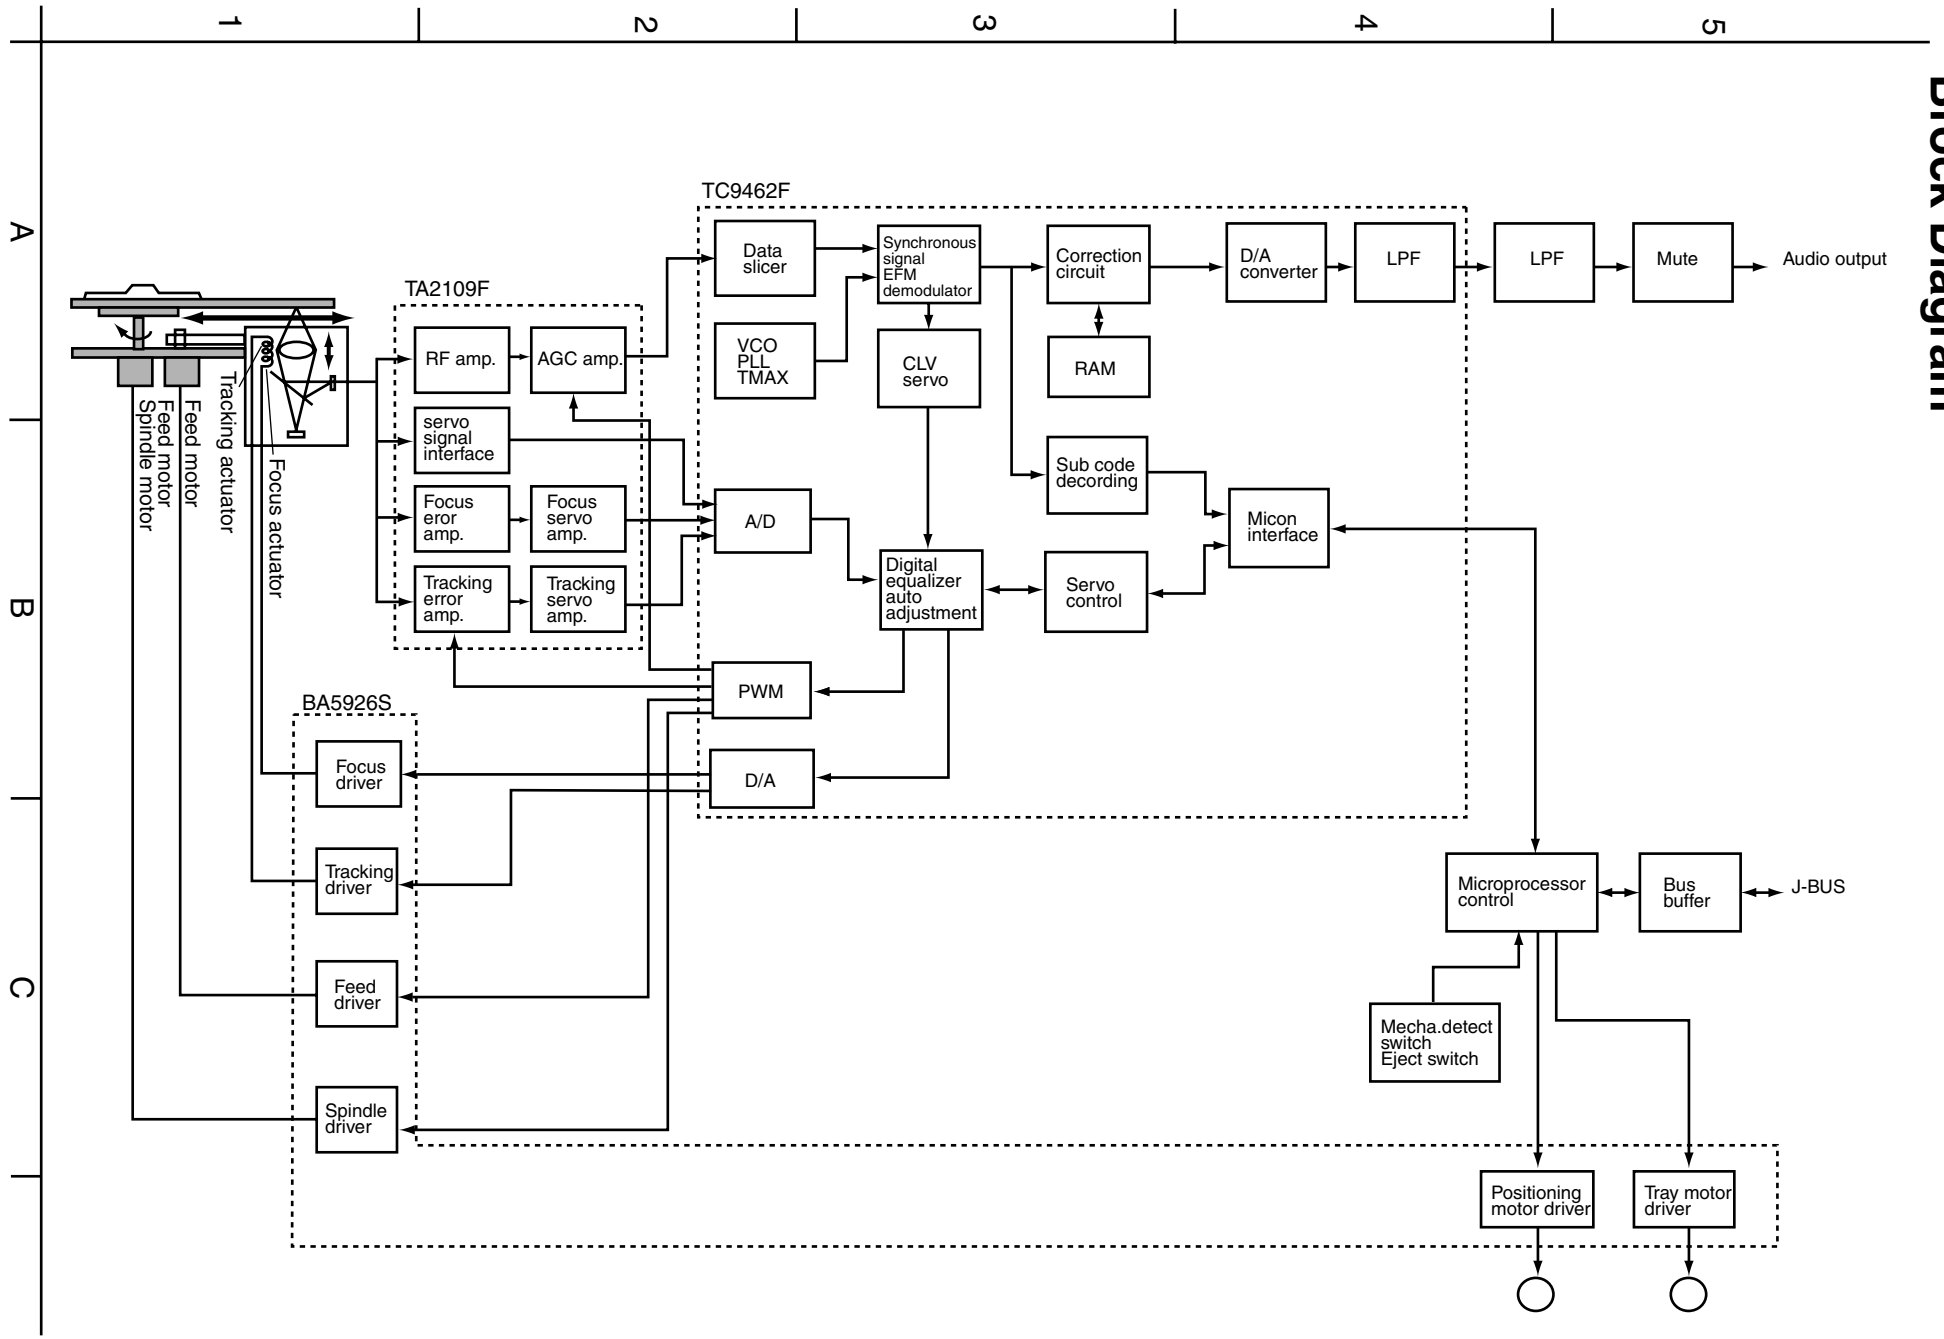 1
2
3
4
5
Block Diagram
A
B
C
TC9462F
Data
slicer
Synchronous
signal
EFM
demodulator
Correction
circuit
D/A
converter
LPF
LPF
Mute
Audio output
TA2109F
RF amp.
AGC amp.
VCO
PLL
TMAX
CLV
servo
RAM
servo
signal
interface
Focus
eror
amp.
Focus
servo
amp.
Tracking
error
amp.
Tracking
servo
amp.
A/D
Sub code
decording
Micon
interface
Digital
equalizer
auto
adjustment
Servo
control
PWM
D/A
Tracking actuator
Focus actuator
Feed motor
Feed motor
Spindle motor
BA5926S
Focus
driver
Tracking
driver
Feed
driver
Spindle
driver
Microprocessor
control
Bus
buffer
J-BUS
Mecha.detect
switch
Eject switch
Positioning
motor driver
Tray motor
driver